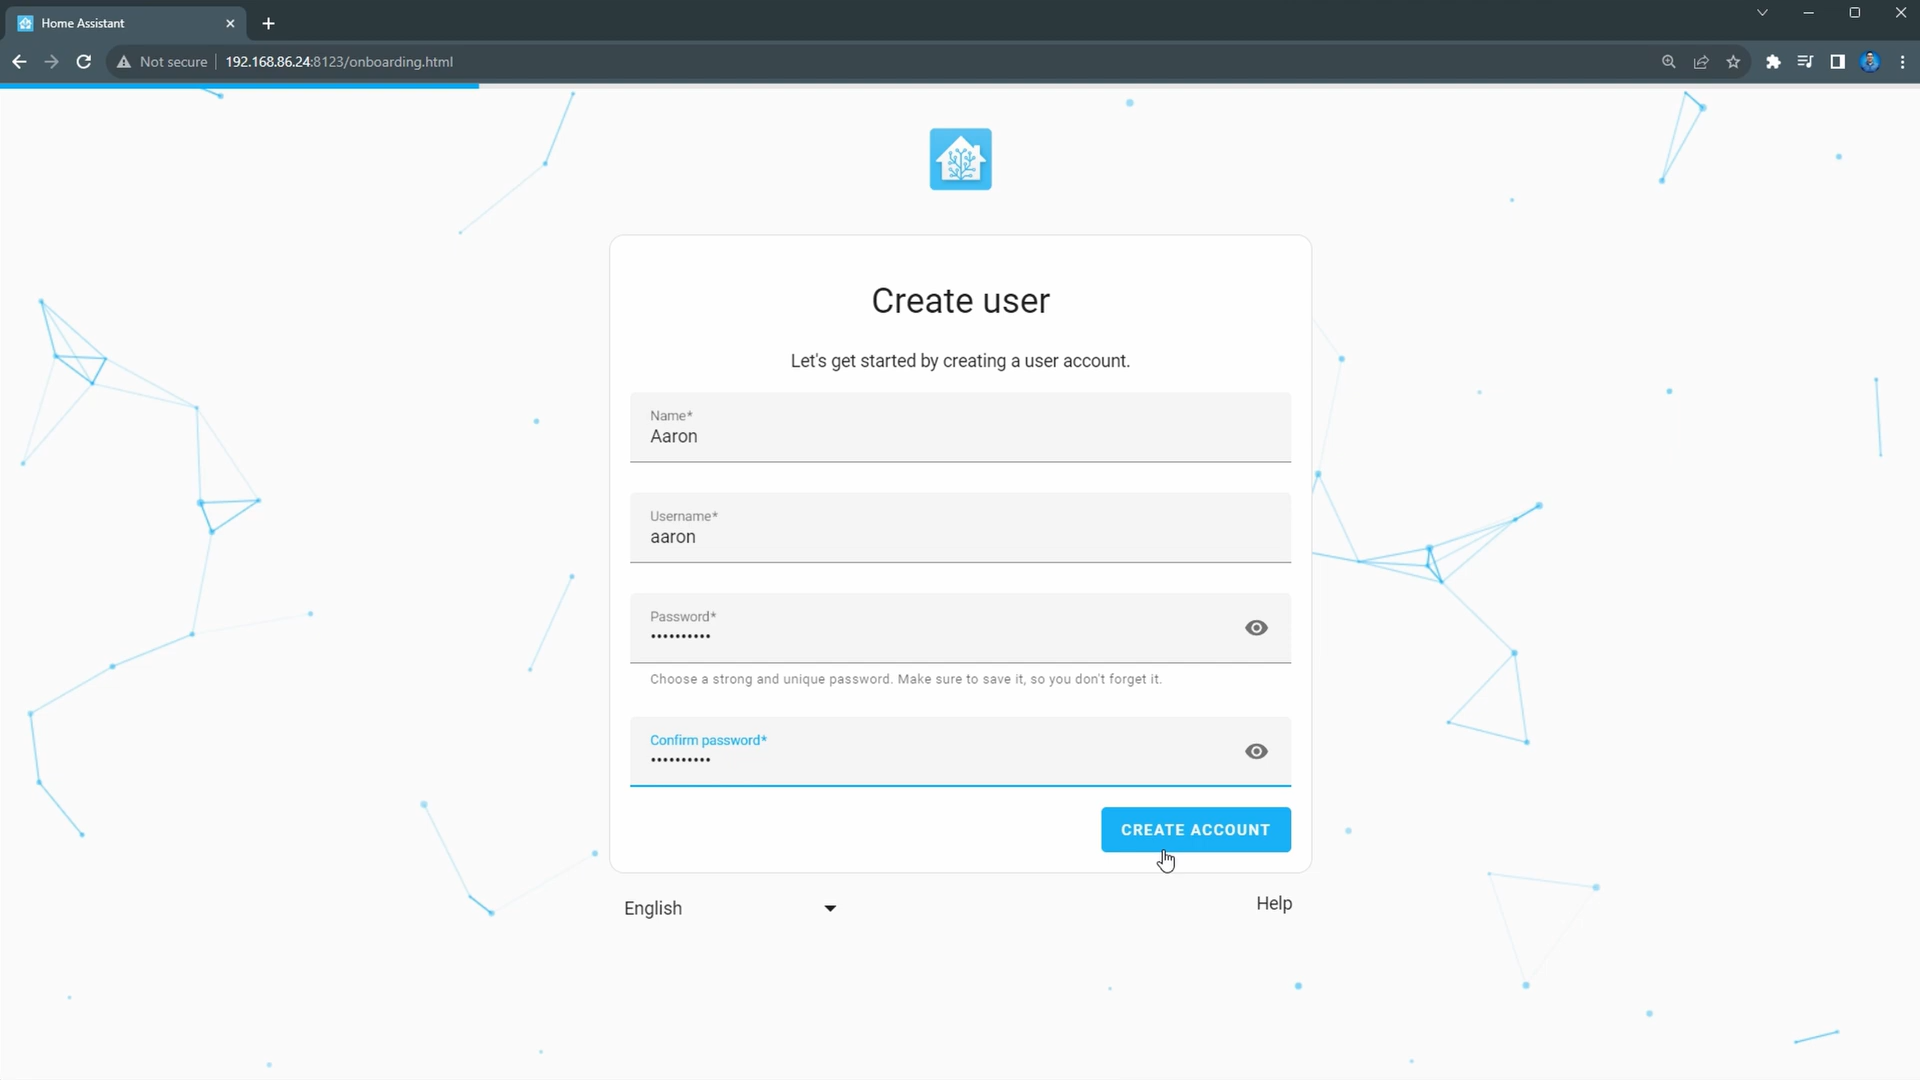 Home Assistant
Not secure 192.168.86.24:8123/onboarding.html
Create user
Let's get started by creating a user account.
Name*
Aaron
Username*
aaron
Password*
••••••••••
Choose a strong and unique password. Make sure to save it, so you don't forget it.
Confirm password*
••••••••••
CREATE ACCOUNT
English
Help